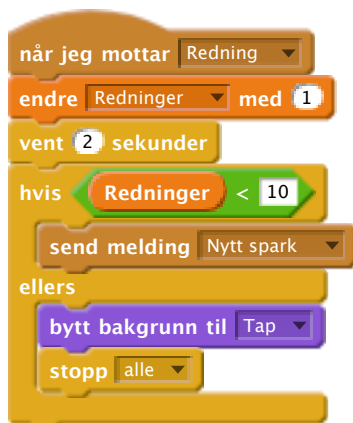 når jeg mottar Redning
endre Redninger med 1
vent 2 sekunder
hvis Redninger < 10
send melding Nytt spark
ellers
bytt bakgrunn til Tap
stopp alle